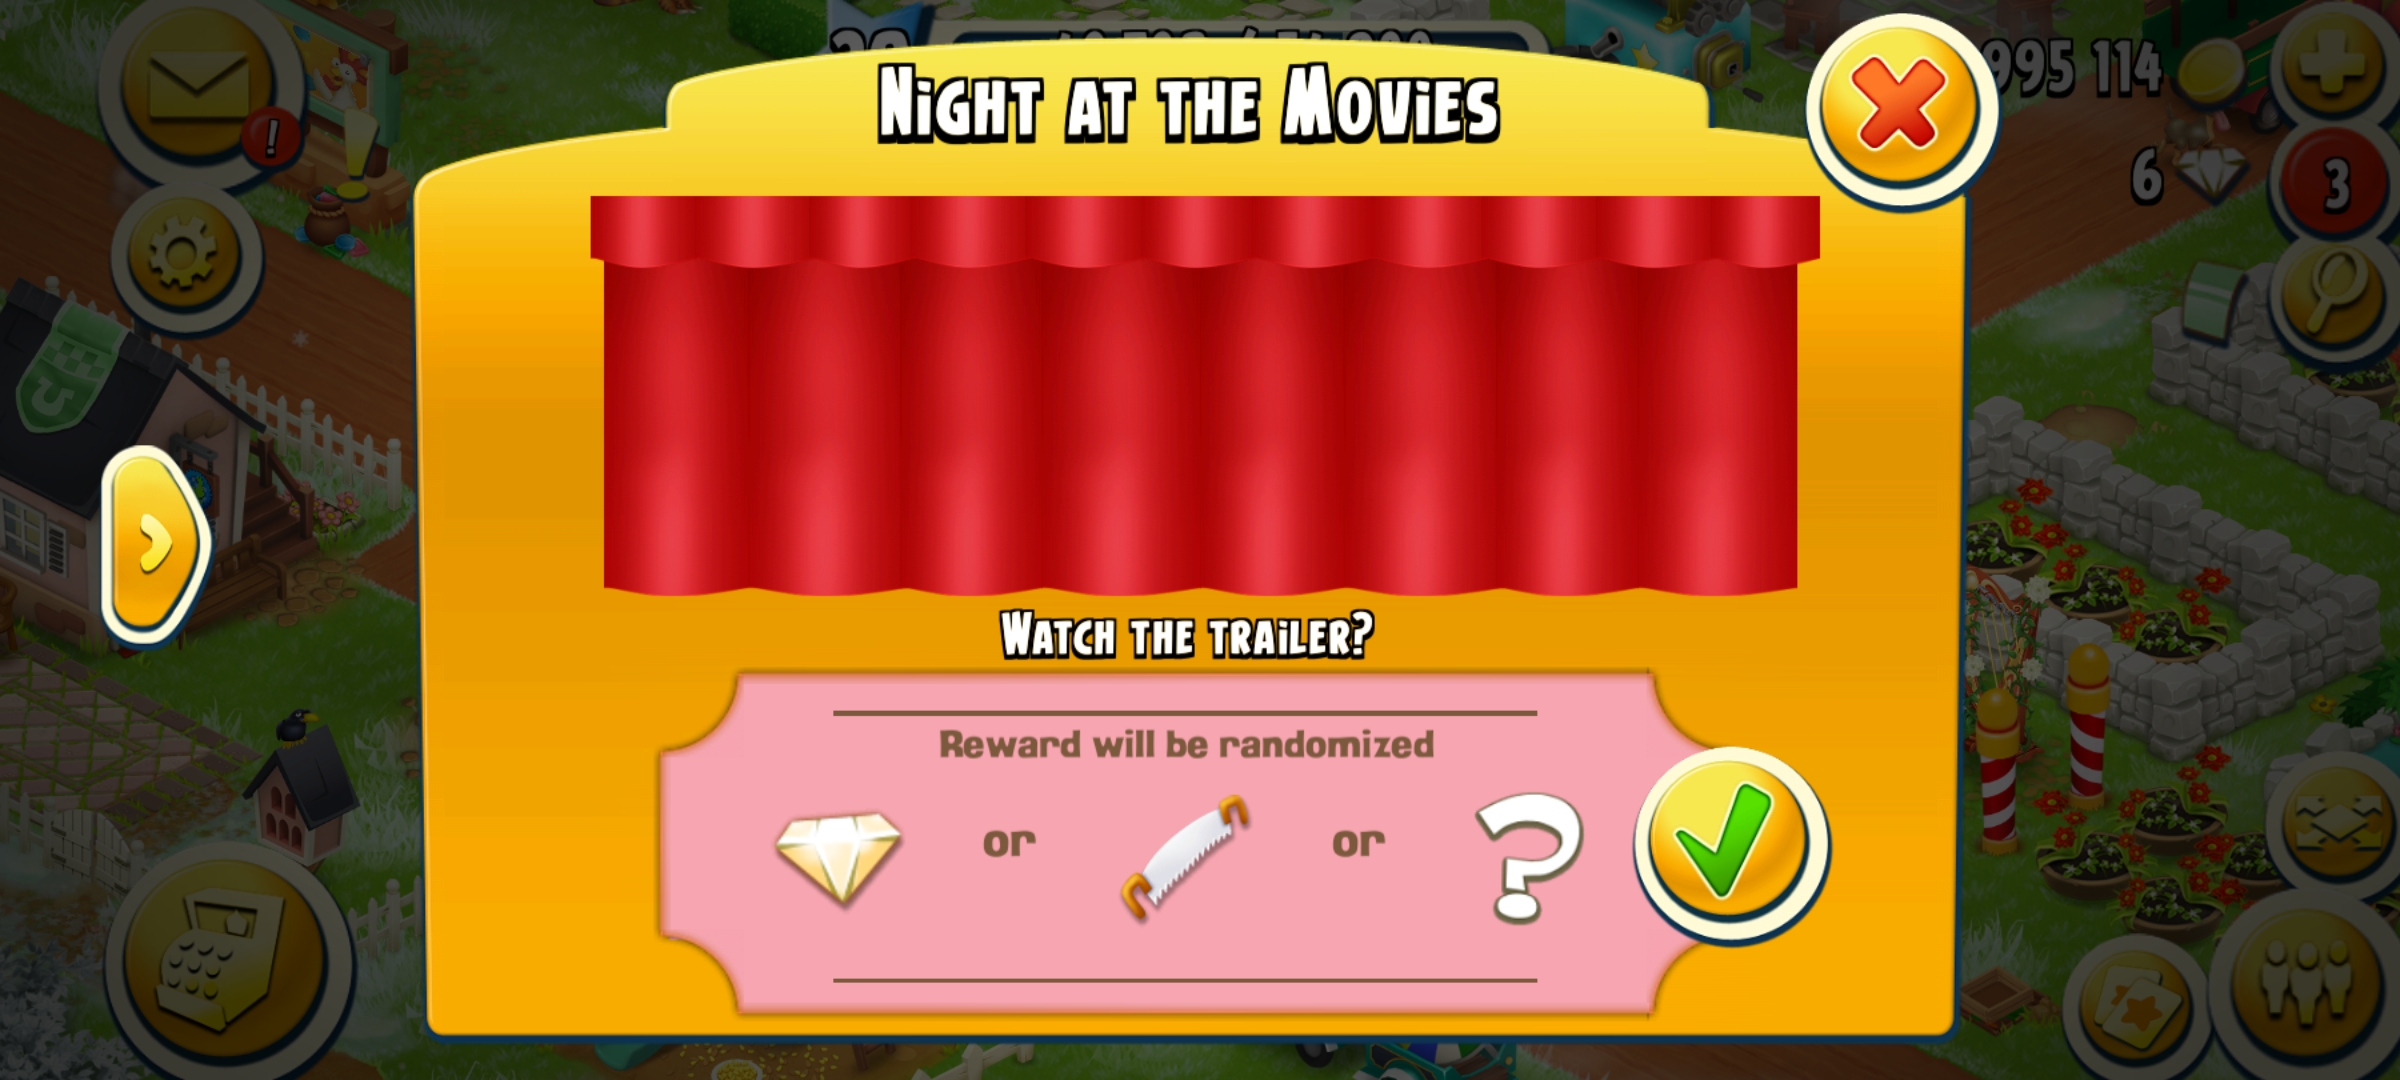 Night at the Movies
995 114
!
6
3
Watch the trailer?
Reward will be randomized
or
or
?